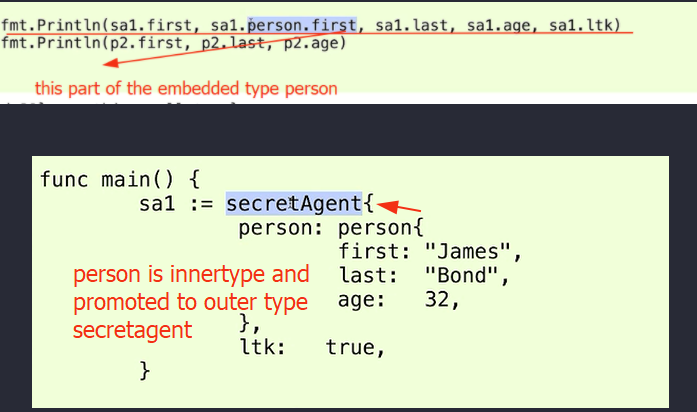 fmt.Println(sa1.first, sa1.person.first, sa1.last, sa1.age, sa1.ltk)
fmt.Println(p2.first, p2.last, p2.age)
this part of the embedded type person
func main() {
sa1 := secretAgent{
person: person{
first: "James",
last: "Bond",
age: 32,
},
ltk: true,
}
person is innertype and
promoted to outer type
secretagent